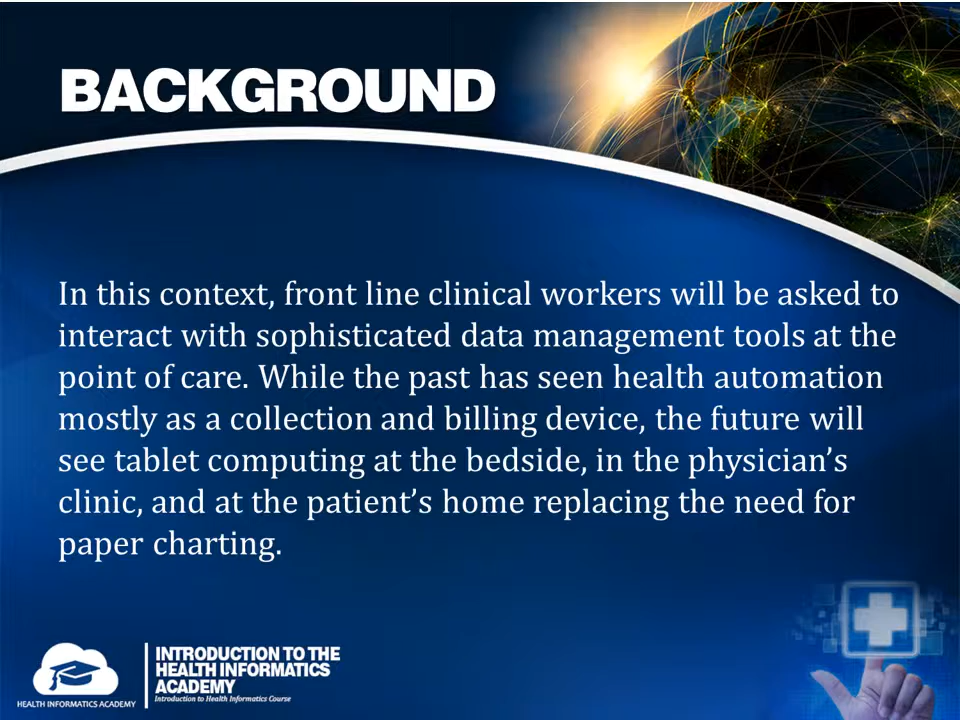 BACKGROUND
In this context, front line clinical workers will be asked to
interact with sophisticated data management tools at the
point of care. While the past has seen health automation
mostly as a collection and billing device, the future will
see tablet computing at the bedside, in the physician’s
clinic, and at the patient’s home replacing the need for
paper charting.
HEALTH INFORMATICS ACADEMY
INTRODUCTION TO THE
HEALTH INFORMATICS
ACADEMY
Introduction to Health Informatics Course